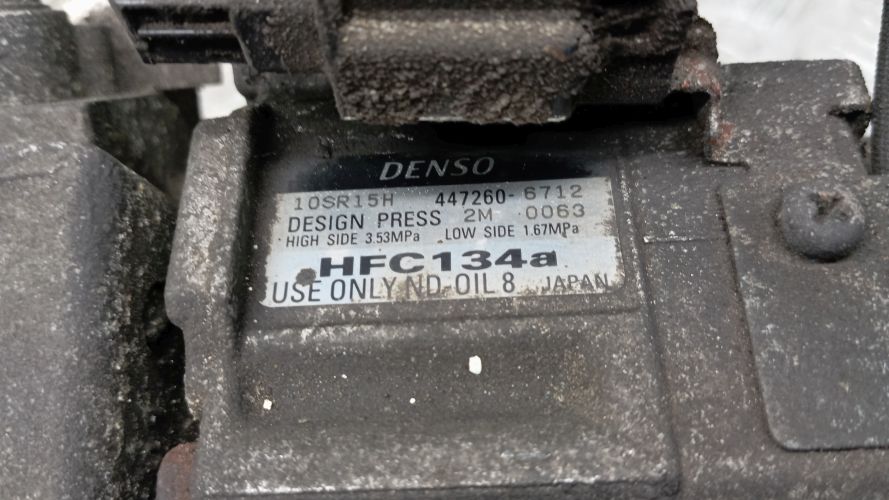 DENSO
10SR15H 447260-6712
DESIGN PRESS 2M 0063
HIGH SIDE 3.53MPa LOW SIDE 1.67MPa
HFC134a
USE ONLY ND-OIL 8 JAPAN